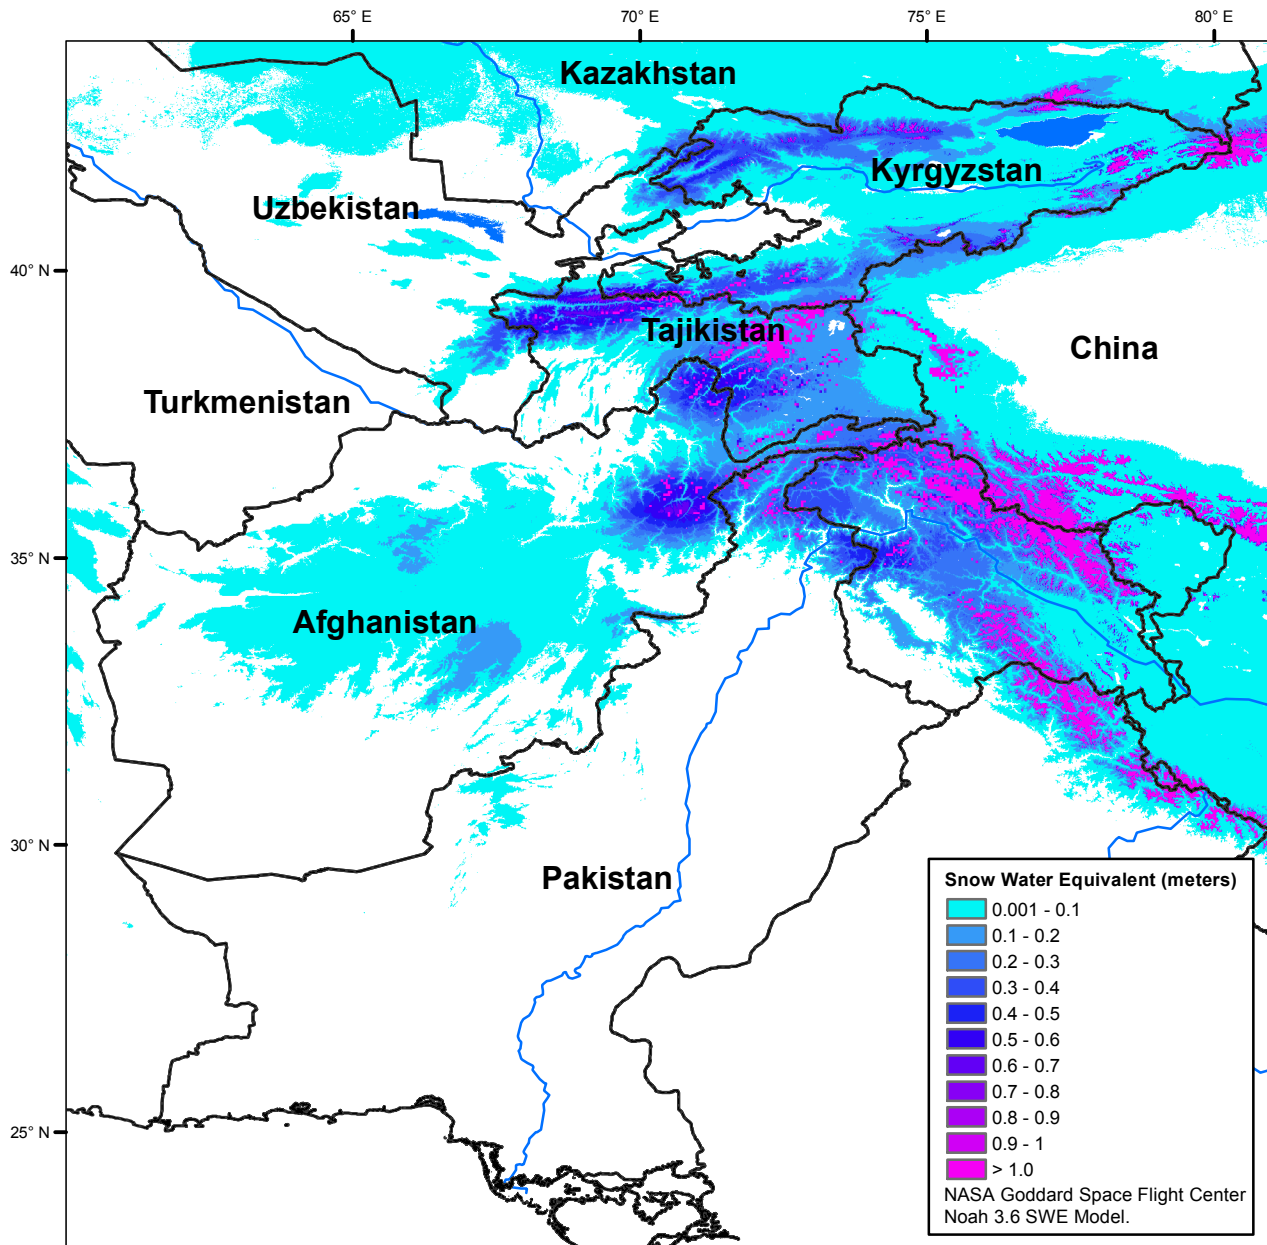 65° E
70° E
75° E
80° E
Kazakhstan
Kyrgyzstan
Uzbekistan
40° N
Tajikistan
China
Turkmenistan
35° N
Afghanistan
30° N
Pakistan
25° N
Snow Water Equivalent (meters)
0.001 - 0.1
0.1 - 0.2
0.2 - 0.3
0.3 - 0.4
0.4 - 0.5
0.5 - 0.6
0.6 - 0.7
0.7 - 0.8
0.8 - 0.9
0.9 - 1
> 1.0
NASA Goddard Space Flight Center
Noah 3.6 SWE Model.